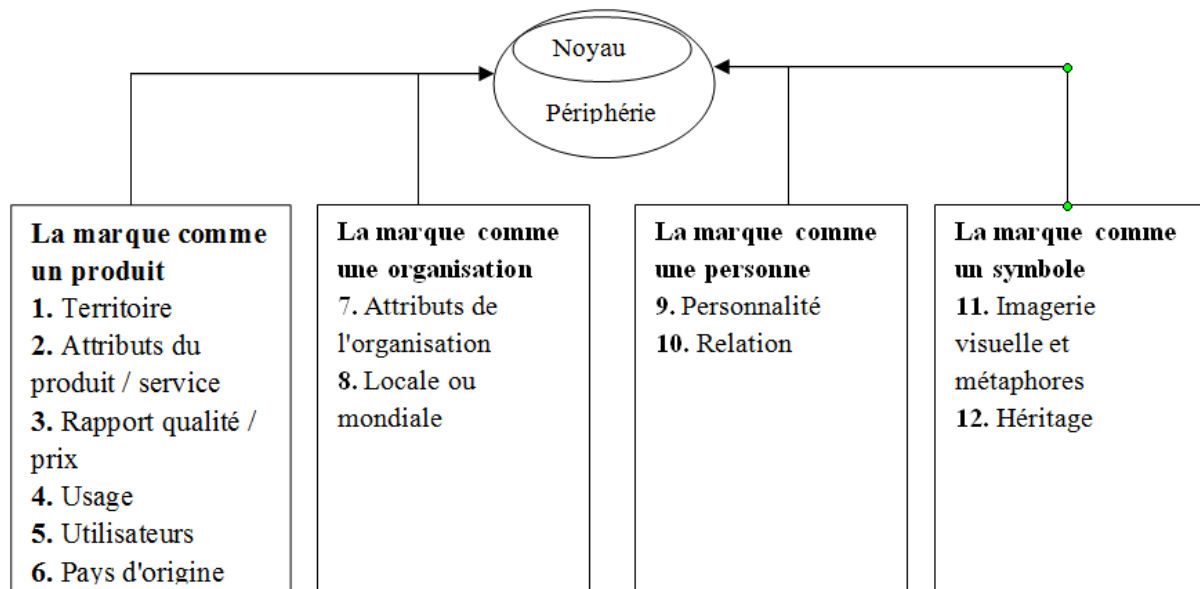 Noyau
Périphérie
La marque comme
un produit
1. Territoire
2. Attributs du
produit / service
3. Rapport qualité /
prix
4. Usage
5. Utilisateurs
6. Pays d'origine
La marque comme
une organisation
7. Attributs de
l'organisation
8. Locale ou
mondiale
La marque comme
une personne
9. Personnalité
10. Relation
La marque comme
un symbole
11. Imagerie
visuelle et
métaphores
12. Héritage